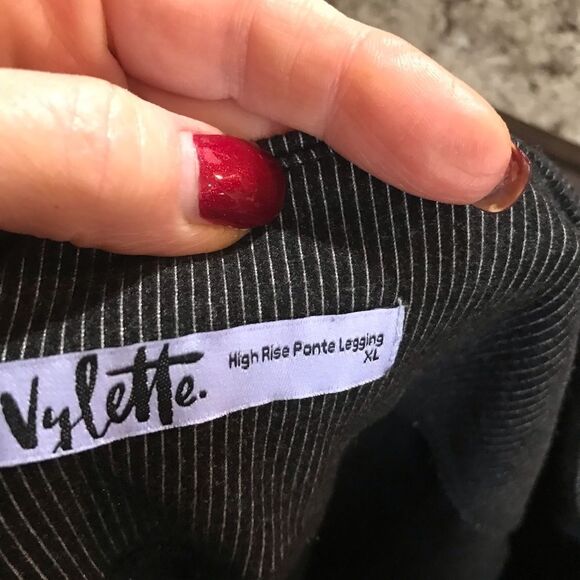 Vylette.
High Rise Ponte Legging
XL